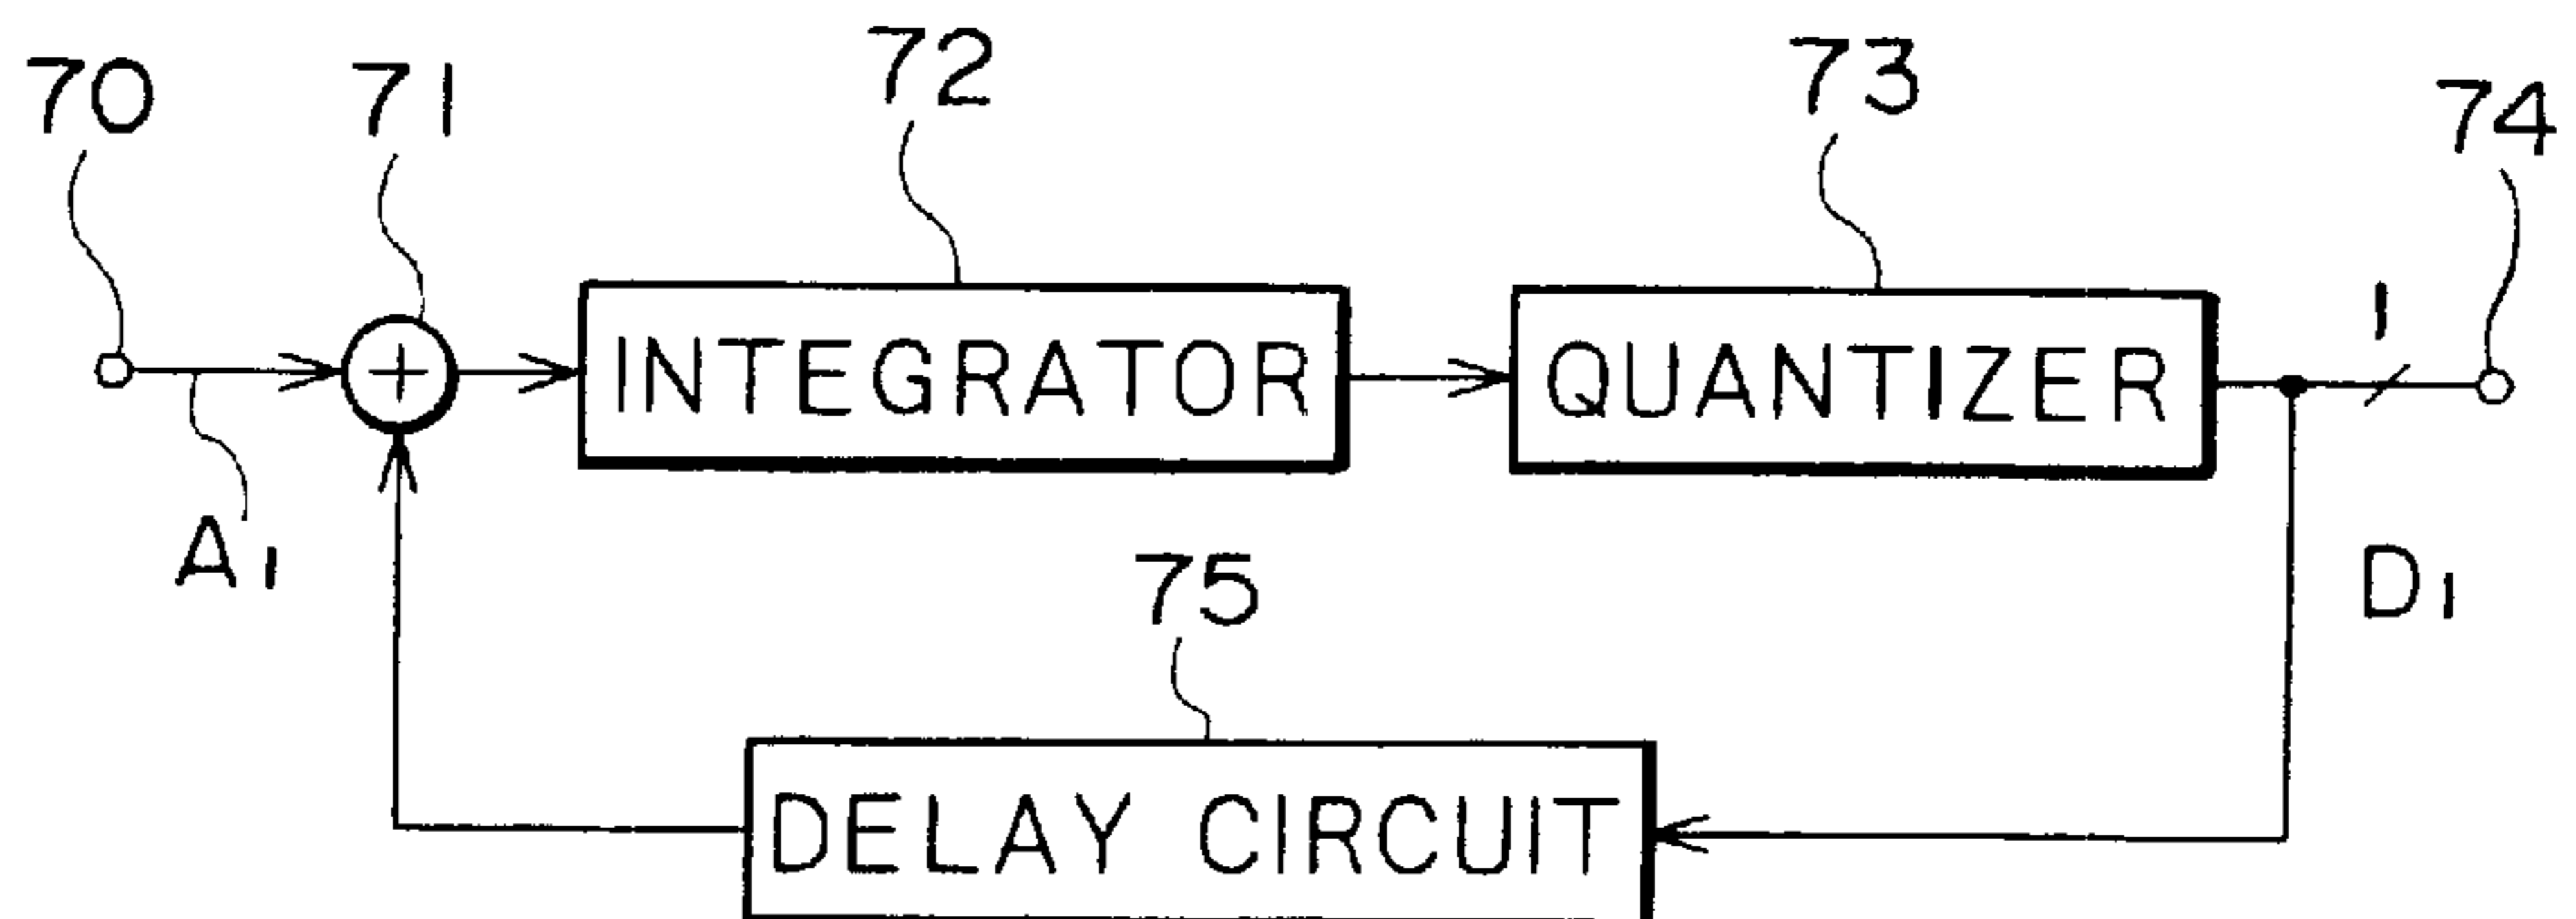 70
71
72
73
74
+
INTEGRATOR
QUANTIZER
1
A1
D1
75
DELAY CIRCUIT